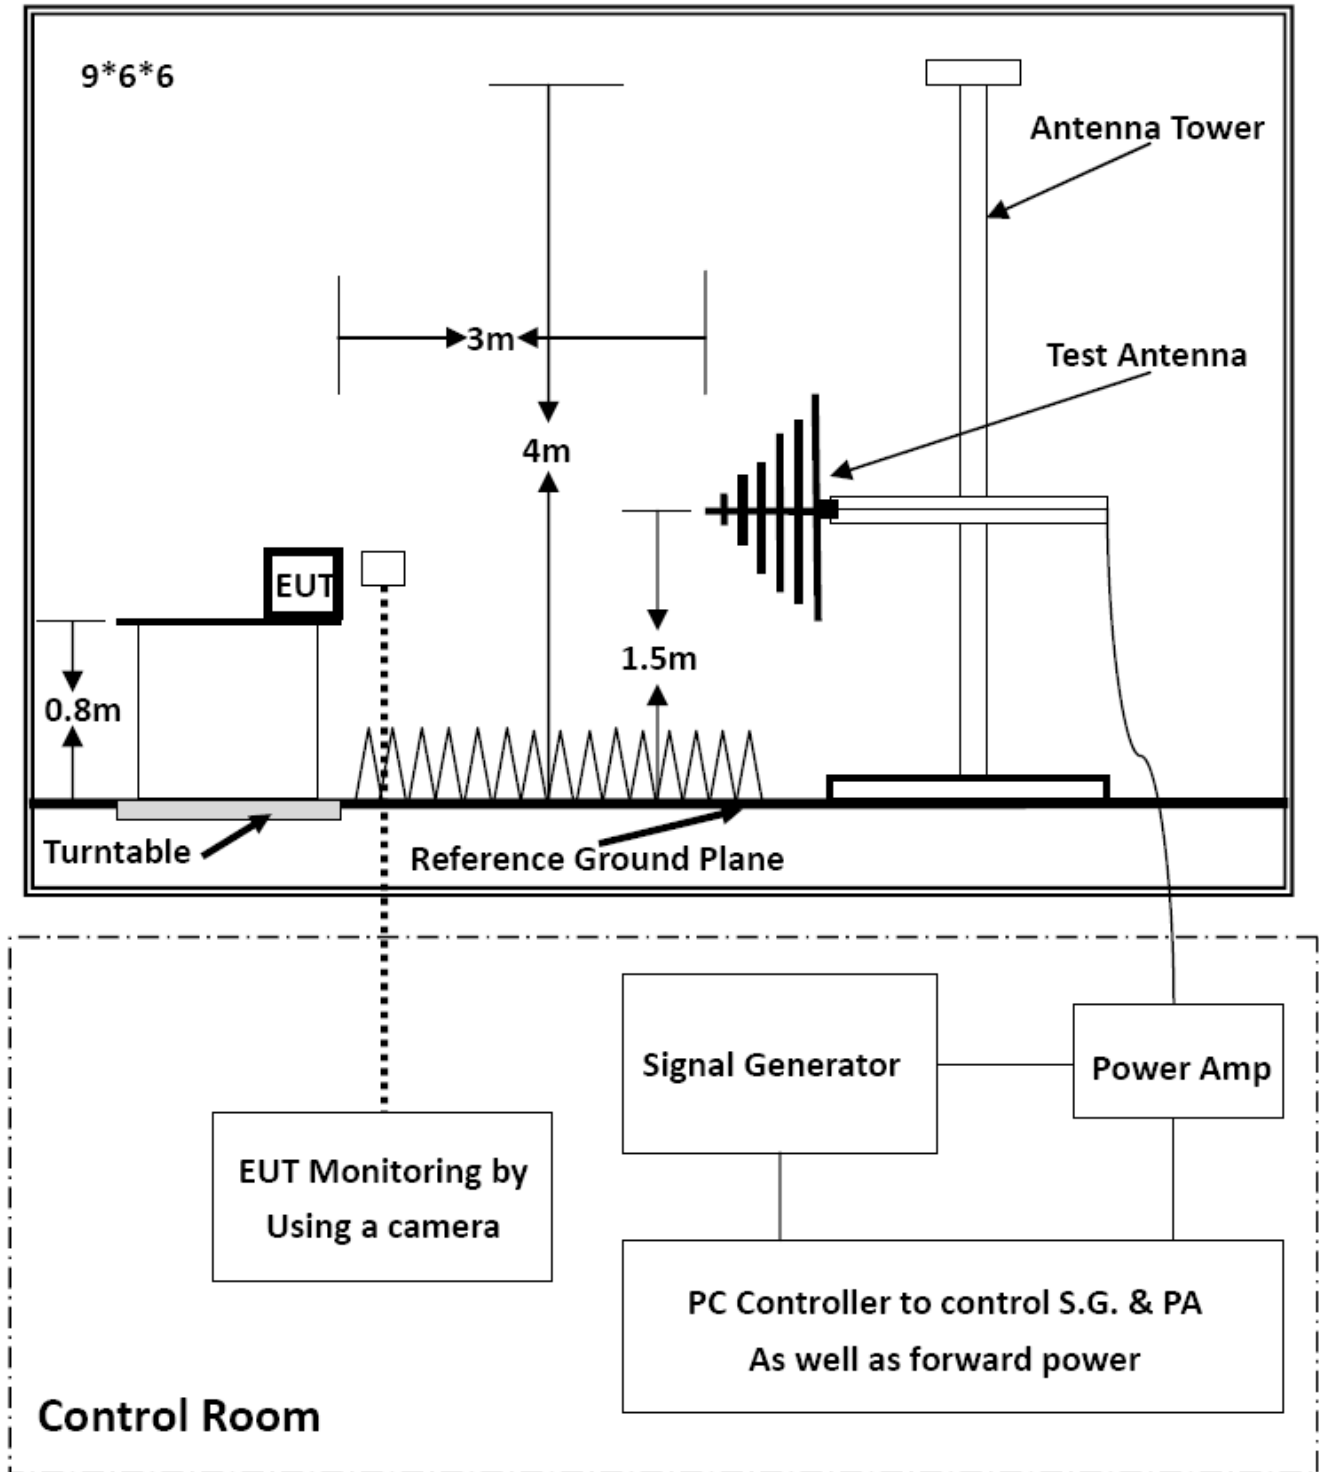 9*6*6
Antenna Tower
3m
Test Antenna
4m
EUT
1.5m
0.8m
Turntable
Reference Ground Plane
Signal Generator
Power Amp
EUT Monitoring by
Using a camera
PC Controller to control S.G. & PA
As well as forward power
Control Room